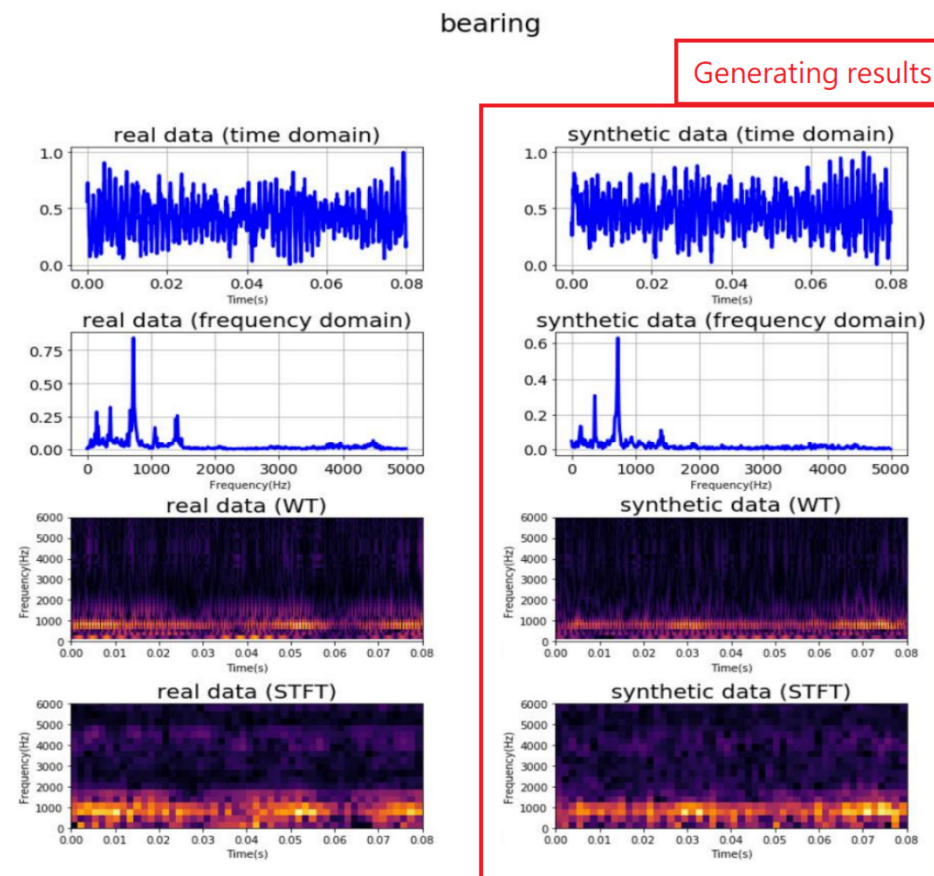 bearing
Generating results
real data (time domain)
1.0
0.5
0.0
0.00 0.02 0.04 0.06 0.08
Time(s)
synthetic data (time domain)
1.0
0.5
0.0
0.00 0.02 0.04 0.06 0.08
Time(s)
real data (frequency domain)
0.75
0.50
0.25
0.00
0 1000 2000 3000 4000 5000
Frequency(Hz)
synthetic data (frequency domain)
0.6
0.4
0.2
0.0
0 1000 2000 3000 4000 5000
Frequency(Hz)
real data (WT)
Frequency(Hz)
6000
5000
4000
3000
2000
1000
0
0.00 0.01 0.02 0.03 0.04 0.05 0.06 0.07 0.08
Time(s)
synthetic data (WT)
Frequency(Hz)
6000
5000
4000
3000
2000
1000
0
0.00 0.01 0.02 0.03 0.04 0.05 0.06 0.07 0.08
Time(s)
real data (STFT)
Frequency(Hz)
6000
5000
4000
3000
2000
1000
0
0.00 0.01 0.02 0.03 0.04 0.05 0.06 0.07 0.08
Time(s)
synthetic data (STFT)
Frequency(Hz)
6000
5000
4000
3000
2000
1000
0
0.00 0.01 0.02 0.03 0.04 0.05 0.06 0.07 0.08
Time(s)